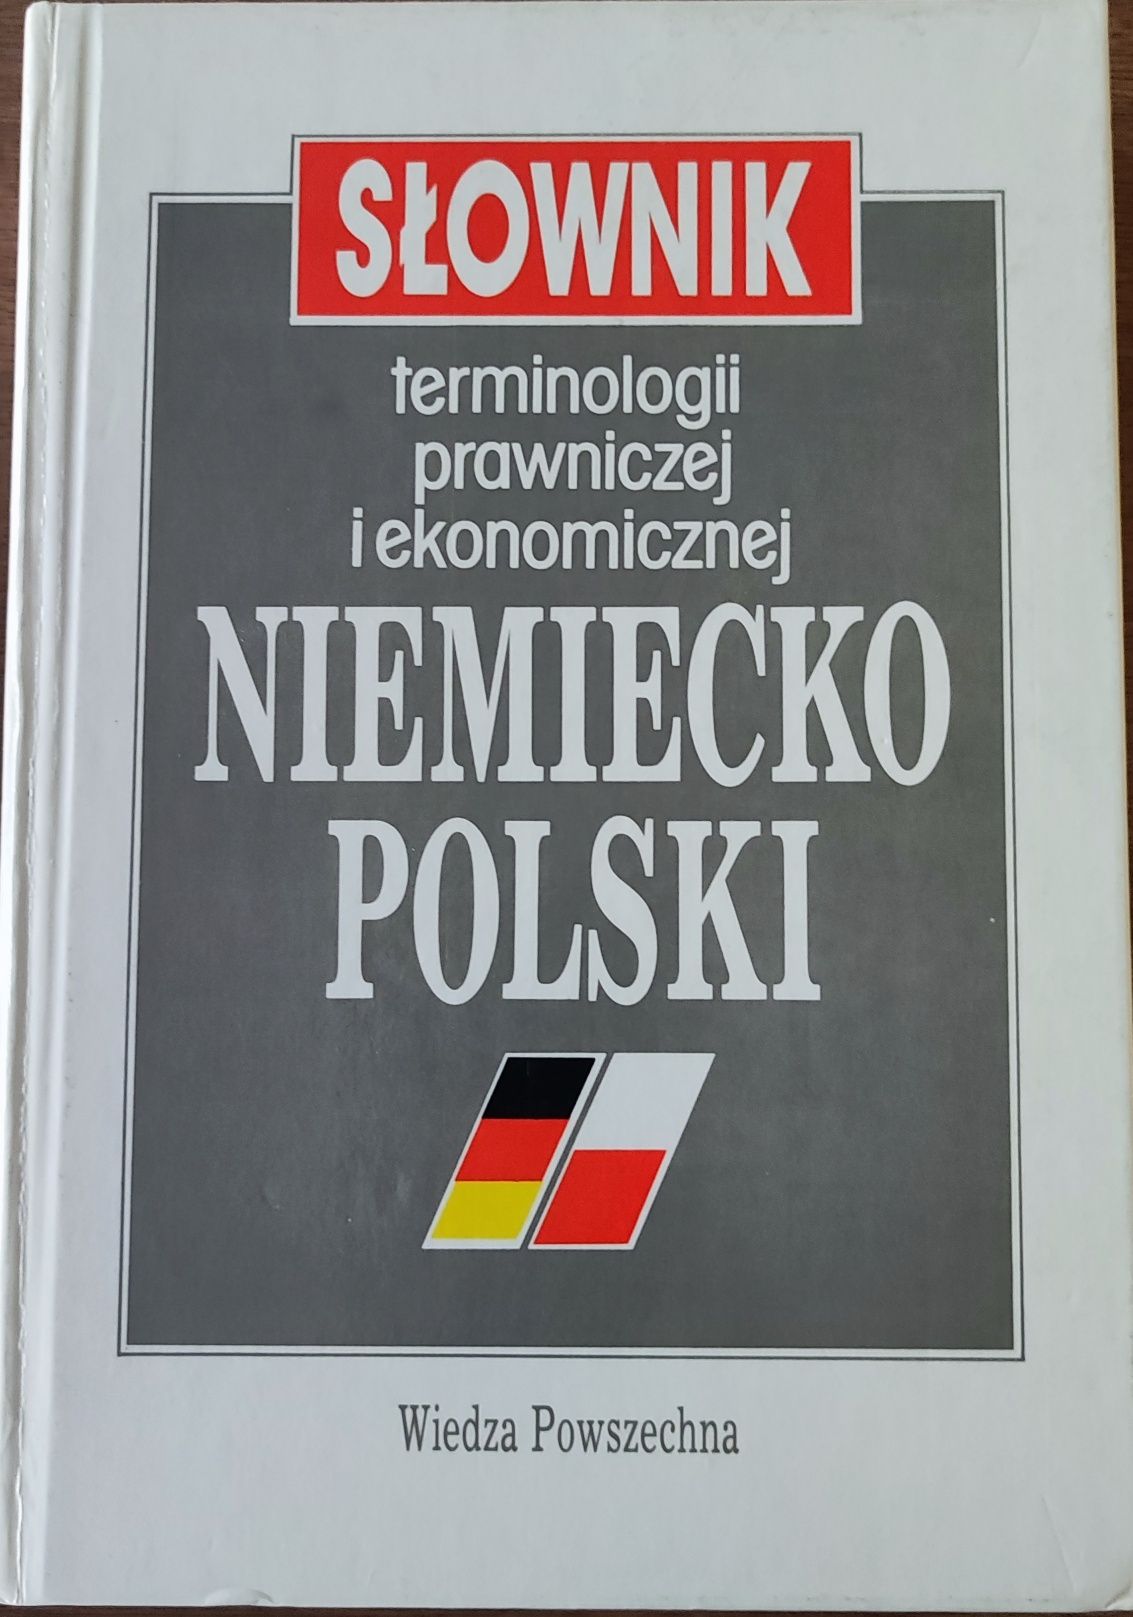 SŁOWNIK
terminologii
prawniczej
i ekonomicznej
NIEMIECKO
POLSKI
Wiedza Powszechna